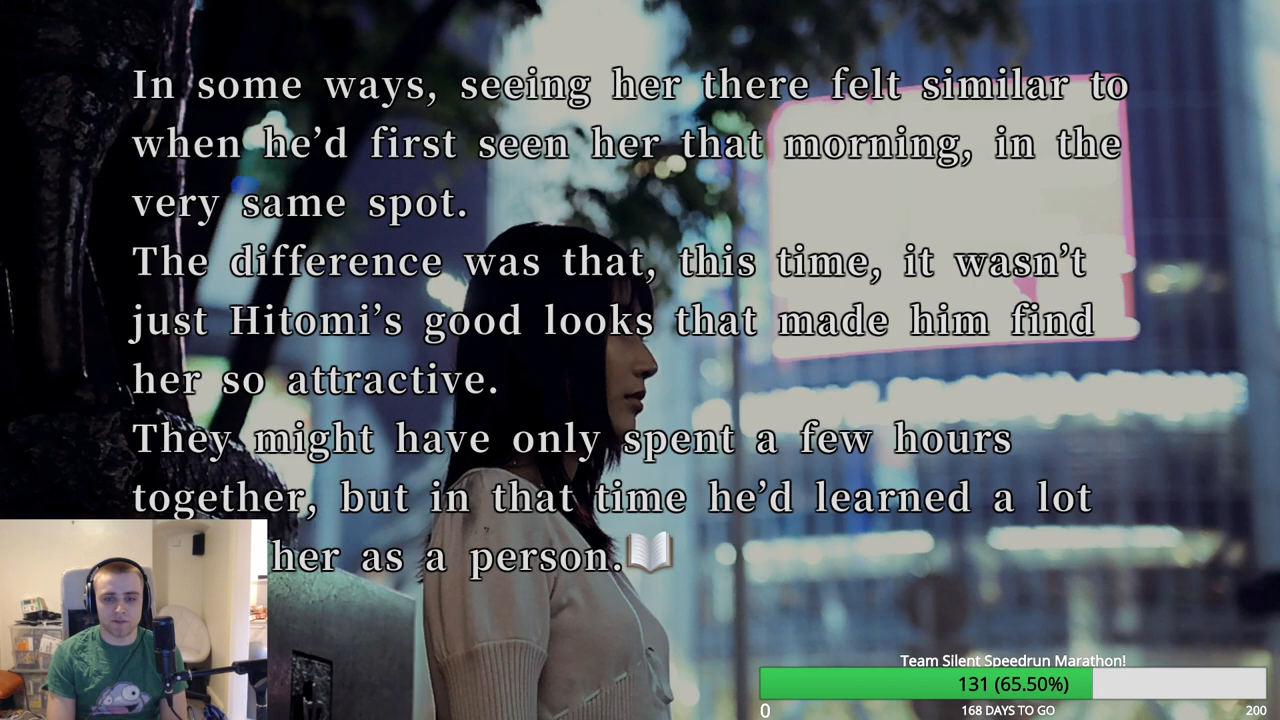 In some ways, seeing her there felt similar to
when he’d first seen her that morning, in the
very same spot.
The difference was that, this time, it wasn’t
just Hitomi’s good looks that made him find
her so attractive.
They might have only spent a few hours
together, but in that time he’d learned a lot
her as a person.
Team Silent Speedrun Marathon!
131 (65.50%)
0 168 DAYS TO GO 200